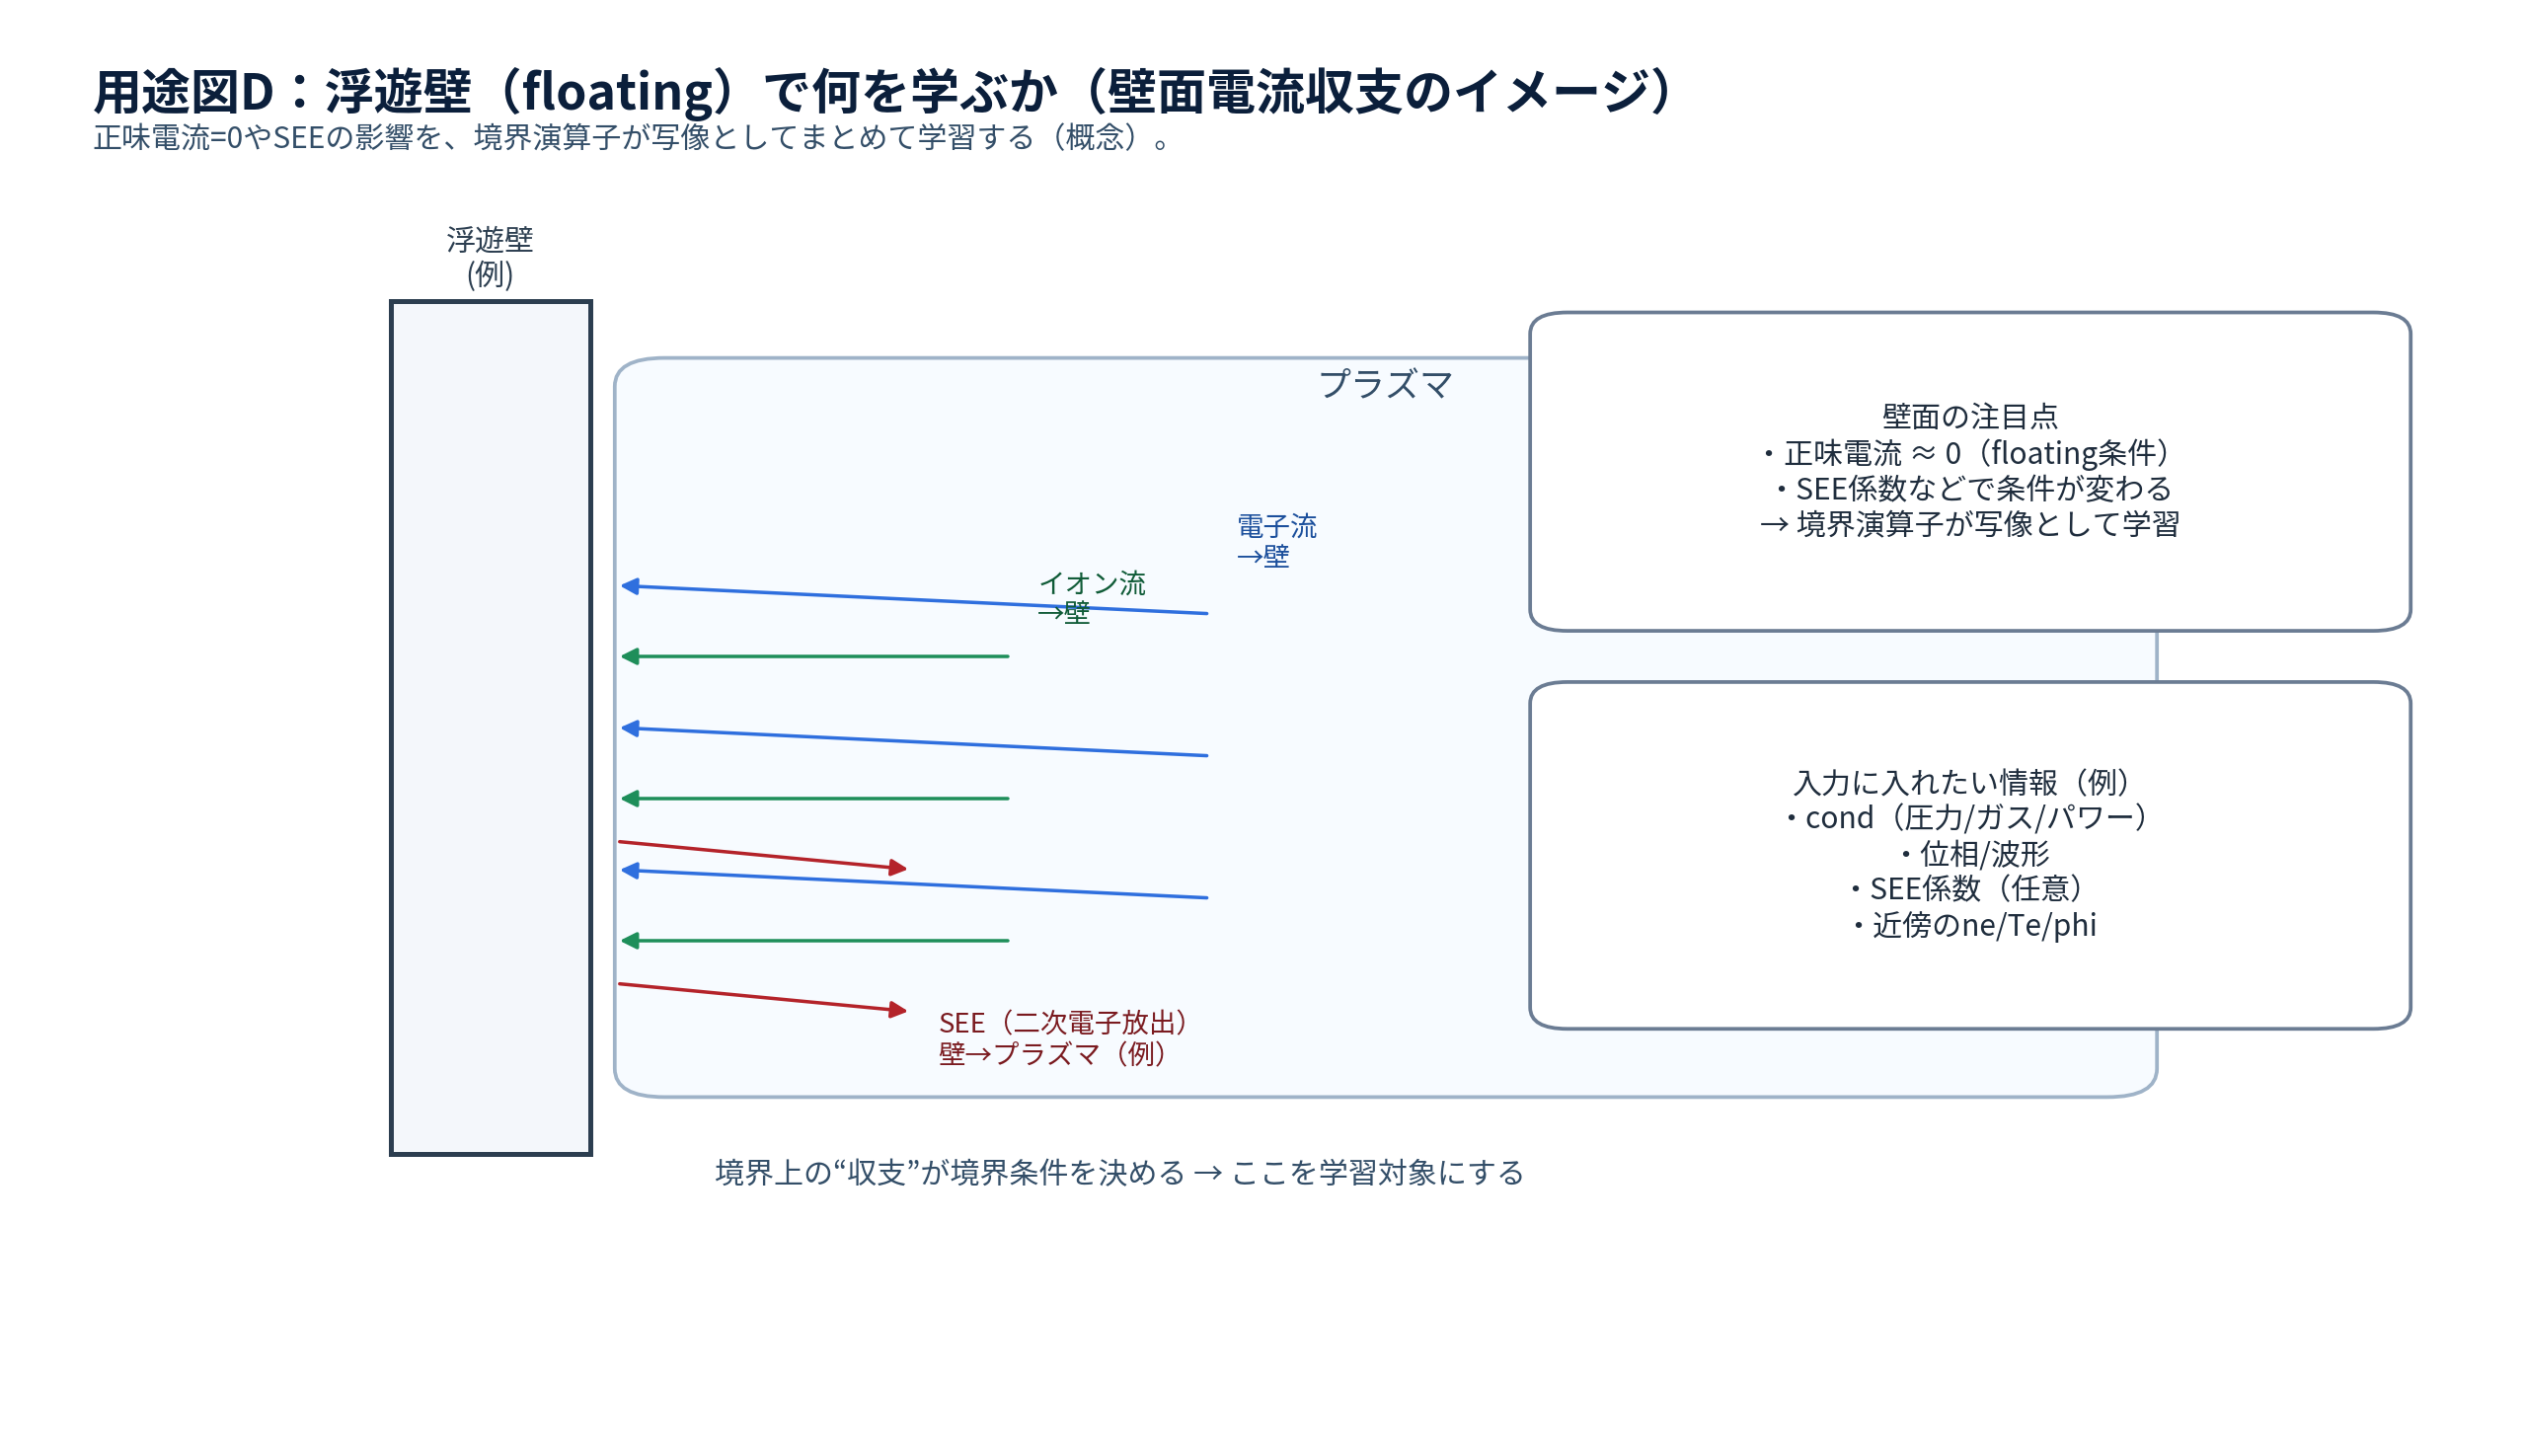 用途図D：浮遊壁（floating）で何を学ぶか（壁面電流収支のイメージ）
正味電流=0やSEEの影響を、境界演算子が写像としてまとめて学習する（概念）。
浮遊壁
(例)
プラズマ
電子流
→壁
イオン流
→壁
SEE（二次電子放出）
壁→プラズマ（例）
壁面の注目点
・正味電流 ≈ 0（floating条件）
・SEE係数などで条件が変わる
→ 境界演算子が写像として学習
入力に入れたい情報（例）
・cond（圧力/ガス/パワー）
・位相/波形
・SEE係数（任意）
・近傍のne/Te/phi
境界上の“収支”が境界条件を決める → ここを学習対象にする